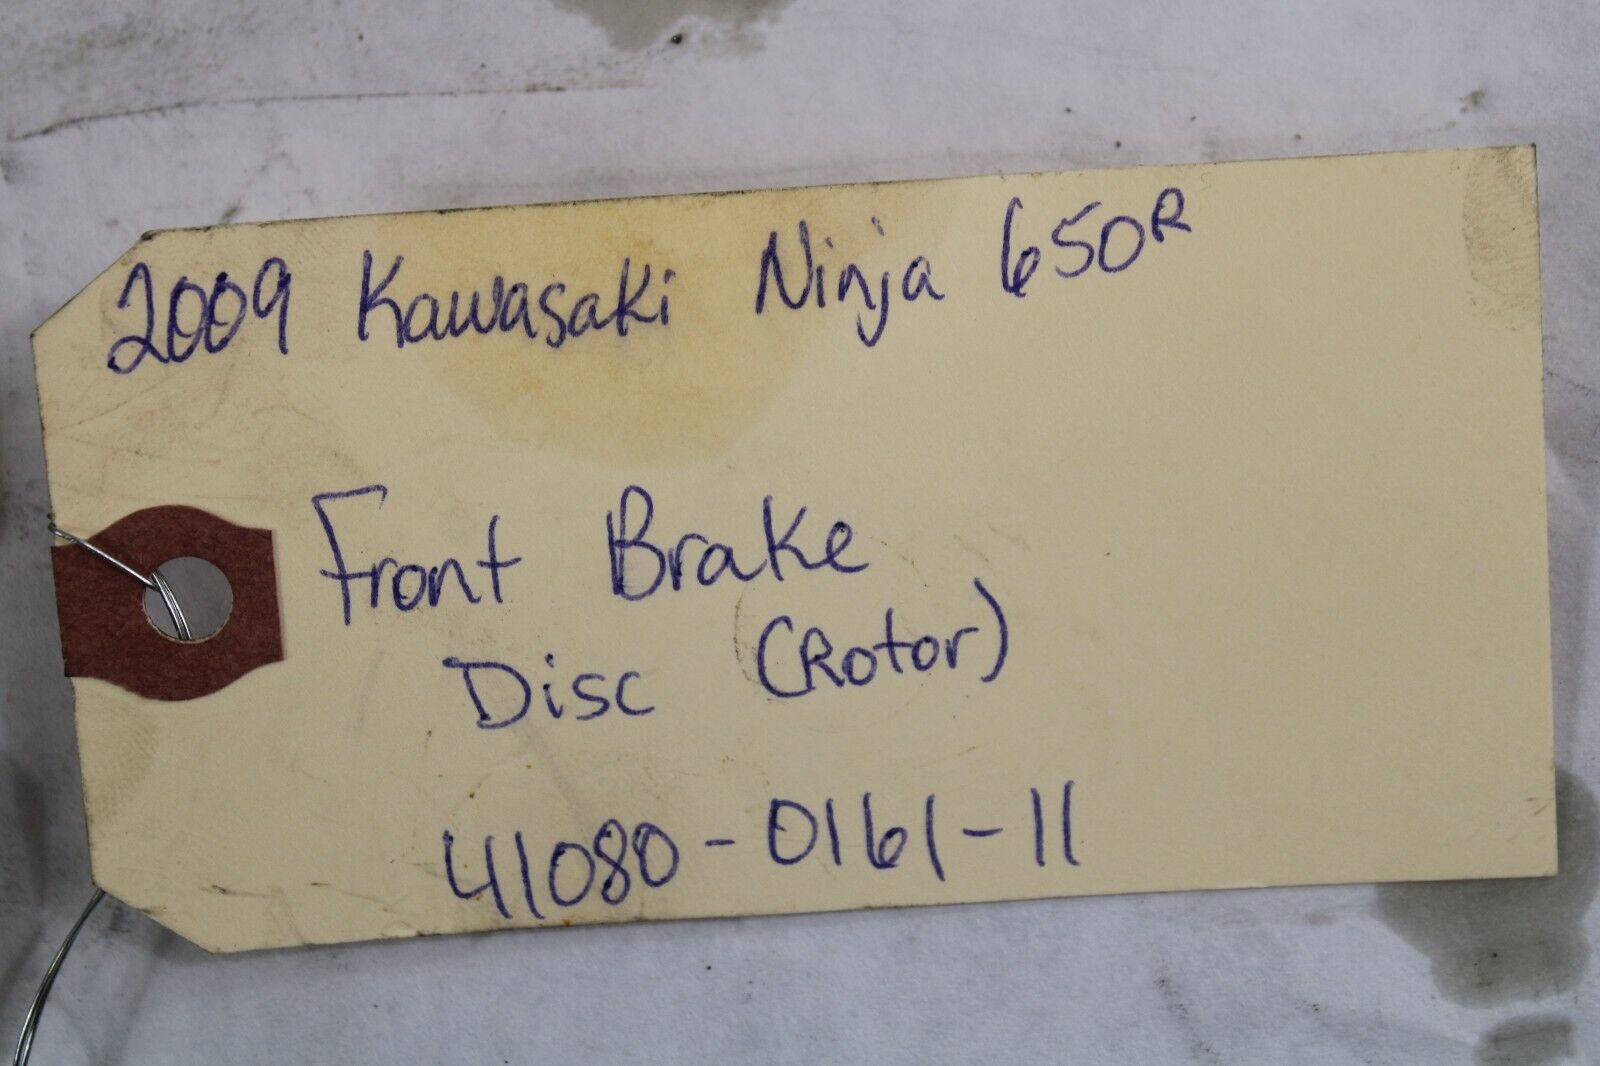 2009 Kawasaki Ninja 650R
Front Brake
Disc (Rotor)
41080-0161-11